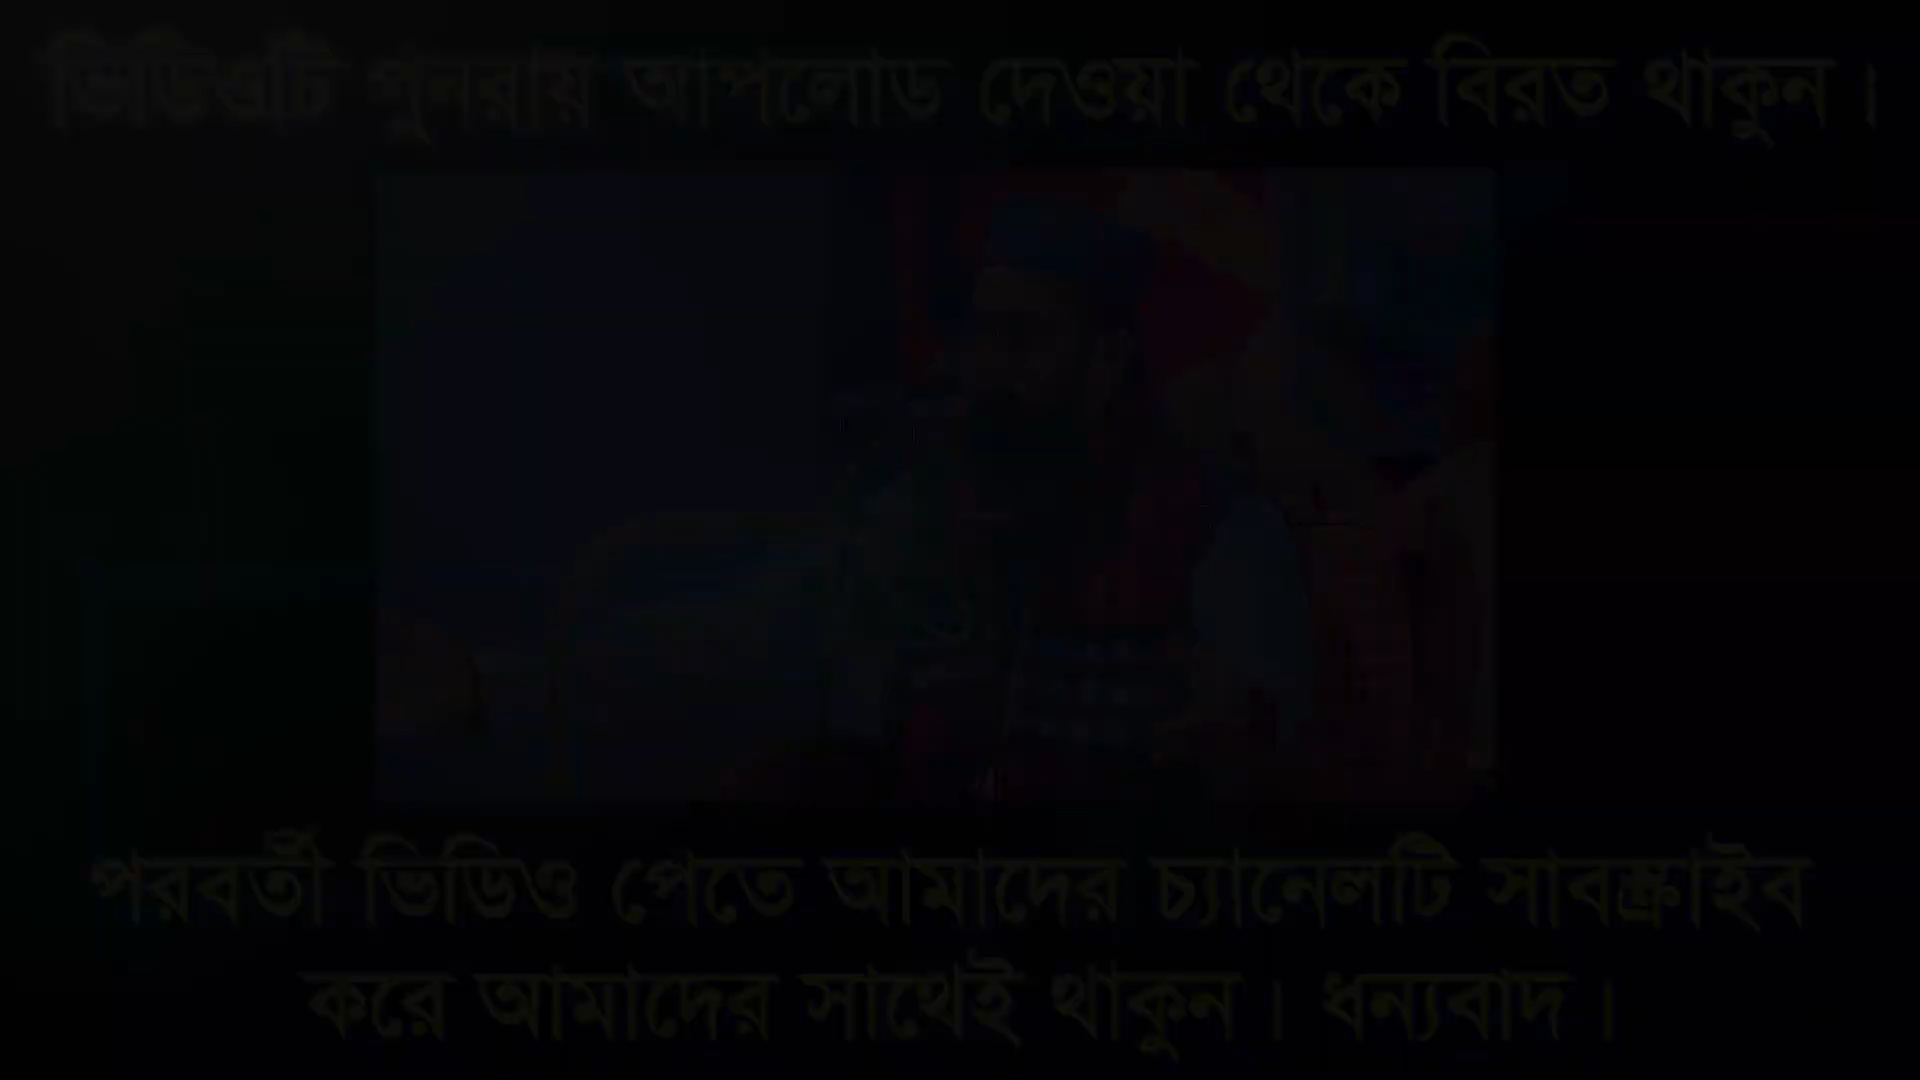 ভিডিওটি পুনরায় আপলোড দেওয়া থেকে বিরত থাকুন।
পরবর্তী ভিডিও পেতে আমাদের চ্যানেলটি সাবস্ক্রাইব
করে আমাদের সাথেই থাকুন। ধন্যবাদ।